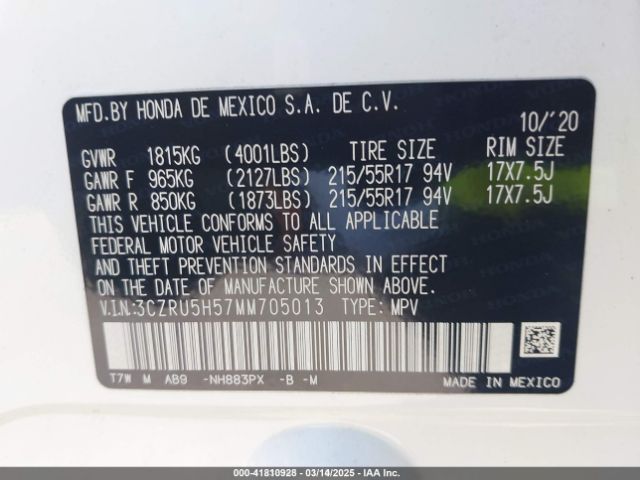 MFD. BY HONDA DE MEXICO S.A. DE C.V.
10/'20
GVWR 1815KG (4001LBS) TIRE SIZE RIM SIZE
GAWR F 965KG (2127LBS) 215/55R17 94V 17X7.5J
GAWR R 850KG (1873LBS) 215/55R17 94V 17X7.5J
THIS VEHICLE CONFORMS TO ALL APPLICABLE
FEDERAL MOTOR VEHICLE SAFETY
AND THEFT PREVENTION STANDARDS IN EFFECT
ON THE DATE OF MANUFACTURE SHOWN ABOVE.
V.I.N.:3CZRU5H57MM705013 TYPE: MPV
T7W M AB9 -NH883PX -B -M
MADE IN MEXICO
000-41810928 - 03/14/2025 - IAA Inc.